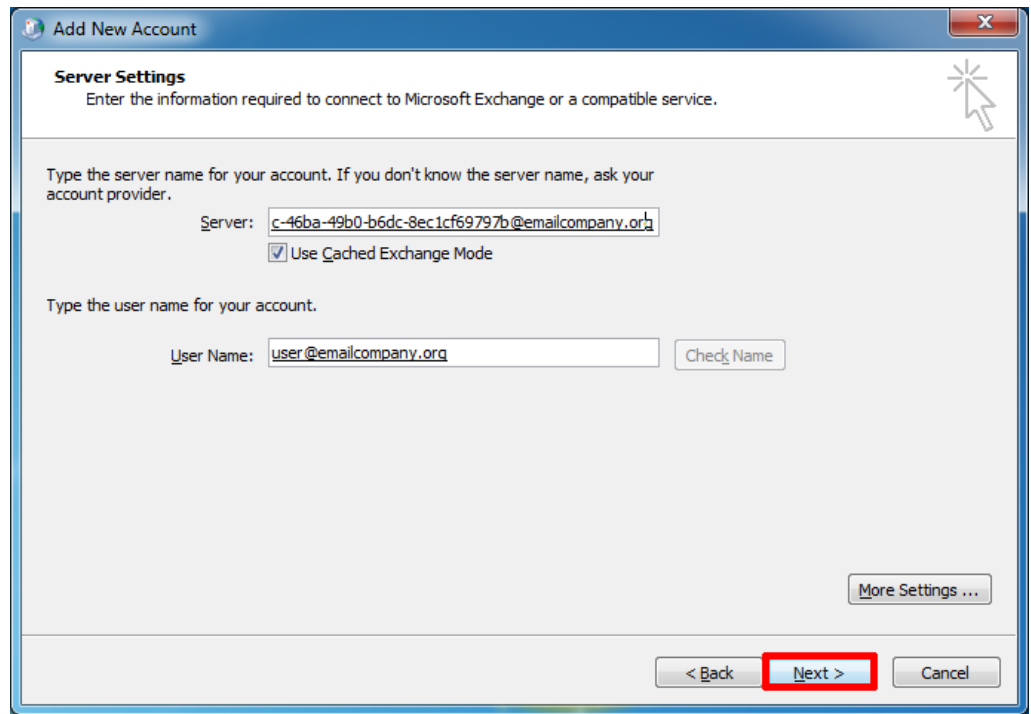 Add New Account
Server Settings
Enter the information required to connect to Microsoft Exchange or a compatible service.
Type the server name for your account. If you don't know the server name, ask your
account provider.
Server: c-46ba-49b0-b6dc-8ec1cf69797b@emailcompany.org
Use Cached Exchange Mode
Type the user name for your account.
User Name: user@emailcompany.org Check Name
More Settings ...
< Back Next > Cancel